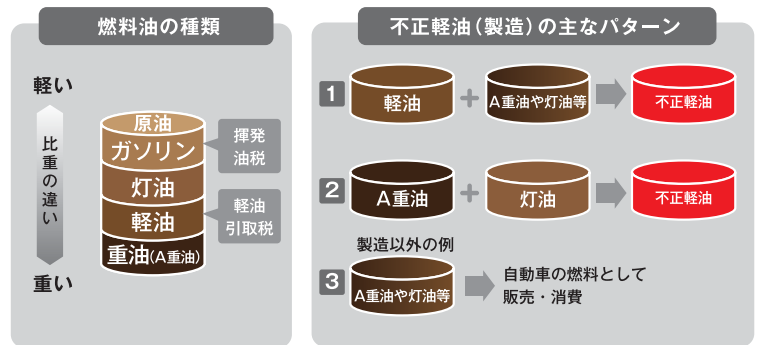 燃料油の種類
軽い
比重の違い
重い
原油
ガソリン
灯油
軽油
重油(A重油)
揮発
油税
軽油
引取税
不正軽油(製造)の主なパターン
1
軽油
+
A重油や灯油等
不正軽油
2
A重油
+
灯油
不正軽油
製造以外の例
3
A重油や灯油等
自動車の燃料として
販売・消費